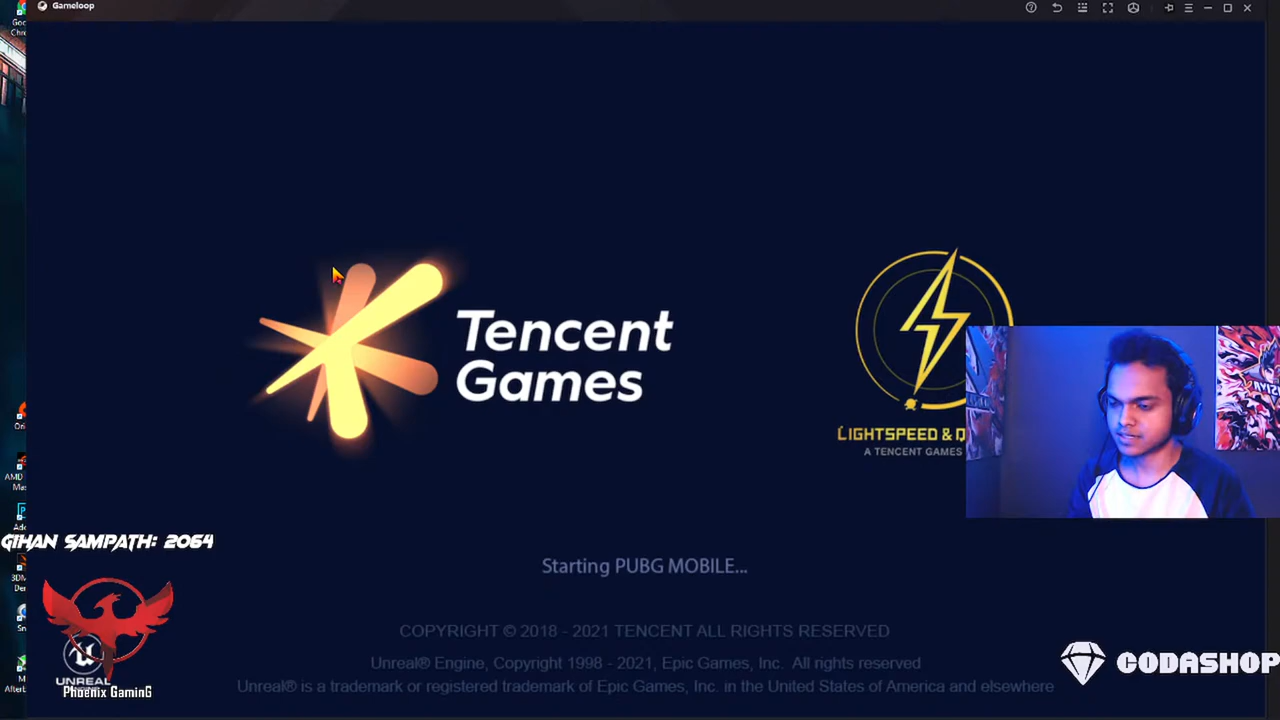 Gameloop
Tencent
Games
LIGHTSPEED & Q
A TENCENT GAMES
GIHAN SAMPATH: 2064
Starting PUBG MOBILE...
COPYRIGHT © 2018 - 2021 TENCENT ALL RIGHTS RESERVED
Unreal® Engine, Copyright 1998 - 2021, Epic Games, Inc. All rights reserved
Unreal® is a trademark or registered trademark of Epic Games, Inc. in the United States of America and elsewhere
UNREAL
Phoenix GaminG
CODASHOP